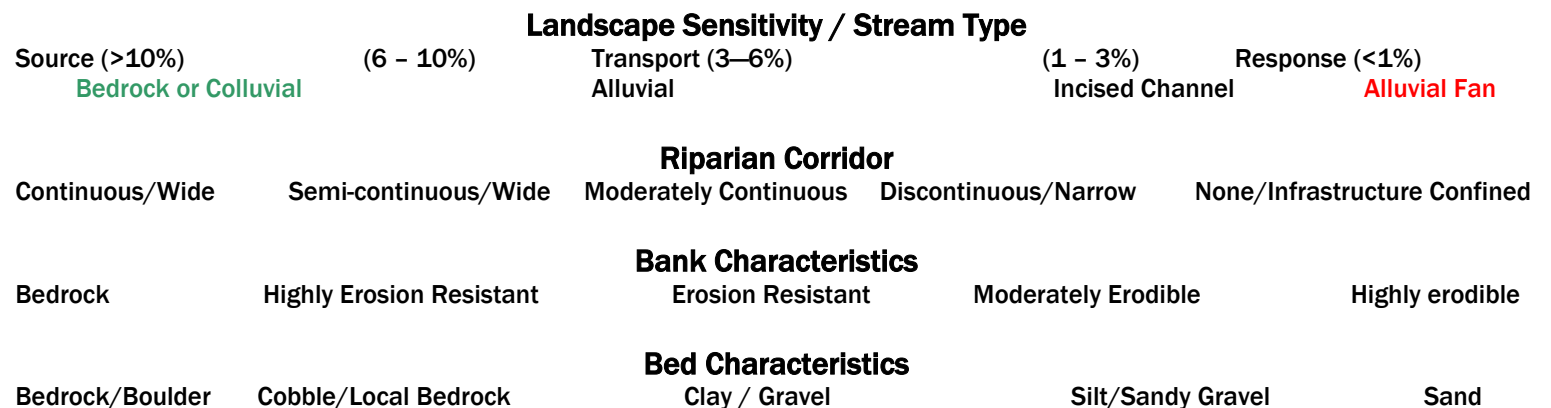 Landscape Sensitivity / Stream Type
Source (>10%) (6 – 10%) Transport (3—6%) (1 – 3%) Response (<1%)
Bedrock or Colluvial Alluvial Incised Channel Alluvial Fan
Riparian Corridor
Continuous/Wide Semi-continuous/Wide Moderately Continuous Discontinuous/Narrow None/Infrastructure Confined
Bank Characteristics
Bedrock Highly Erosion Resistant Erosion Resistant Moderately Erodible Highly erodible
Bed Characteristics
Bedrock/Boulder Cobble/Local Bedrock Clay / Gravel Silt/Sandy Gravel Sand